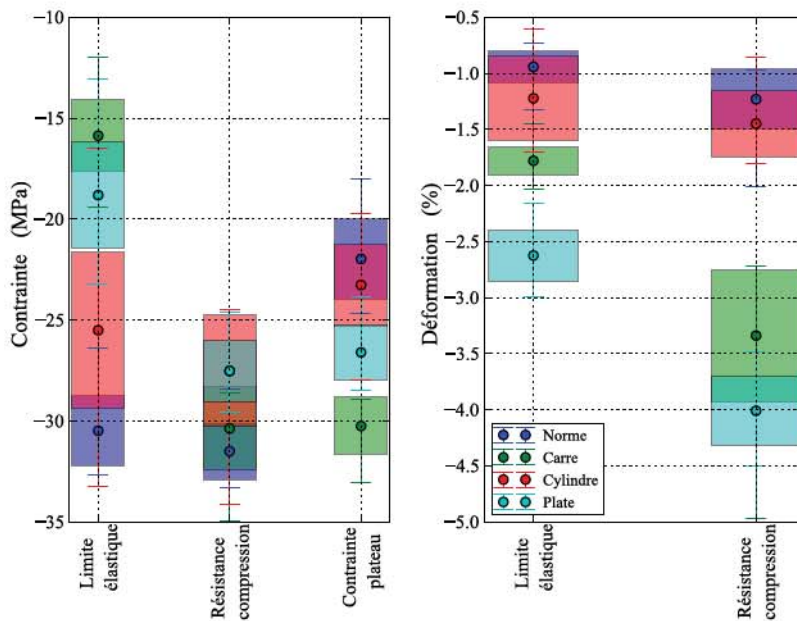 −10
−15
−20
−25
−30
−35
Contrainte (MPa)
Limite
élastique
Résistance
compression
Contrainte
plateau
−0.5
−1.0
−1.5
−2.0
−2.5
−3.0
−3.5
−4.0
−4.5
−5.0
Déformation (%)
Norme
Carre
Cylindre
Plate
Limite
élastique
Résistance
compression